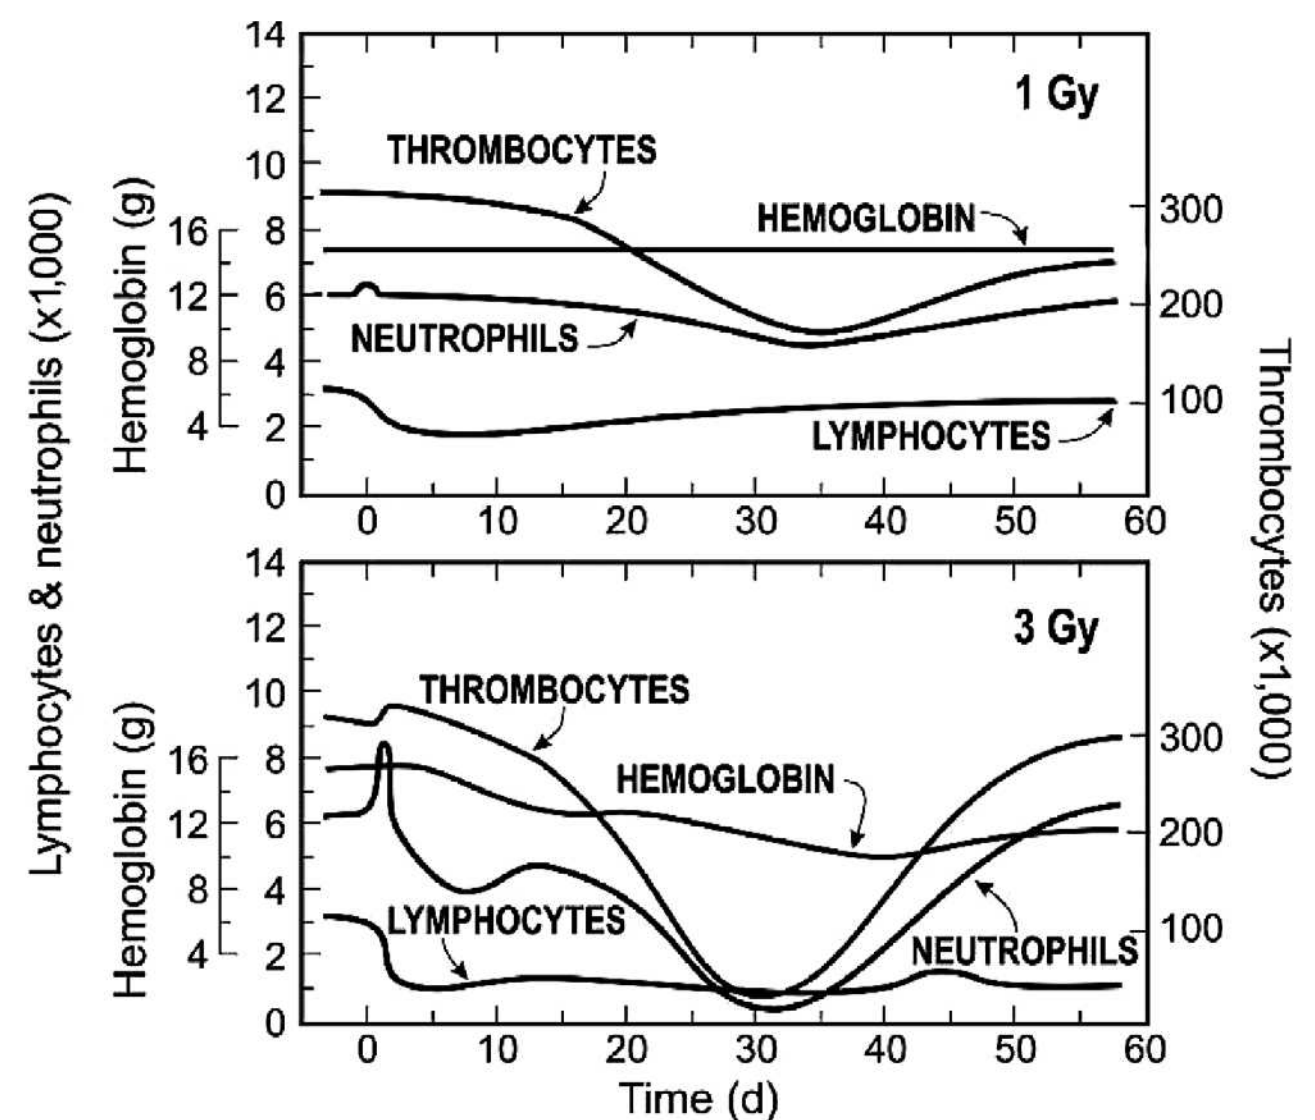 Lymphocytes & neutrophils (x1,000)
Hemoglobin (g)
16
12
8
4
14
12
10
8
6
4
2
0
1 Gy
THROMBOCYTES
HEMOGLOBIN
NEUTROPHILS
LYMPHOCYTES
300
200
100
0 10 20 30 40 50 60
Hemoglobin (g)
16
12
8
4
14
12
10
8
6
4
2
0
3 Gy
THROMBOCYTES
HEMOGLOBIN
LYMPHOCYTES
NEUTROPHILS
300
200
100
0 10 20 30 40 50 60
Time (d)
Thrombocytes (x1,000)